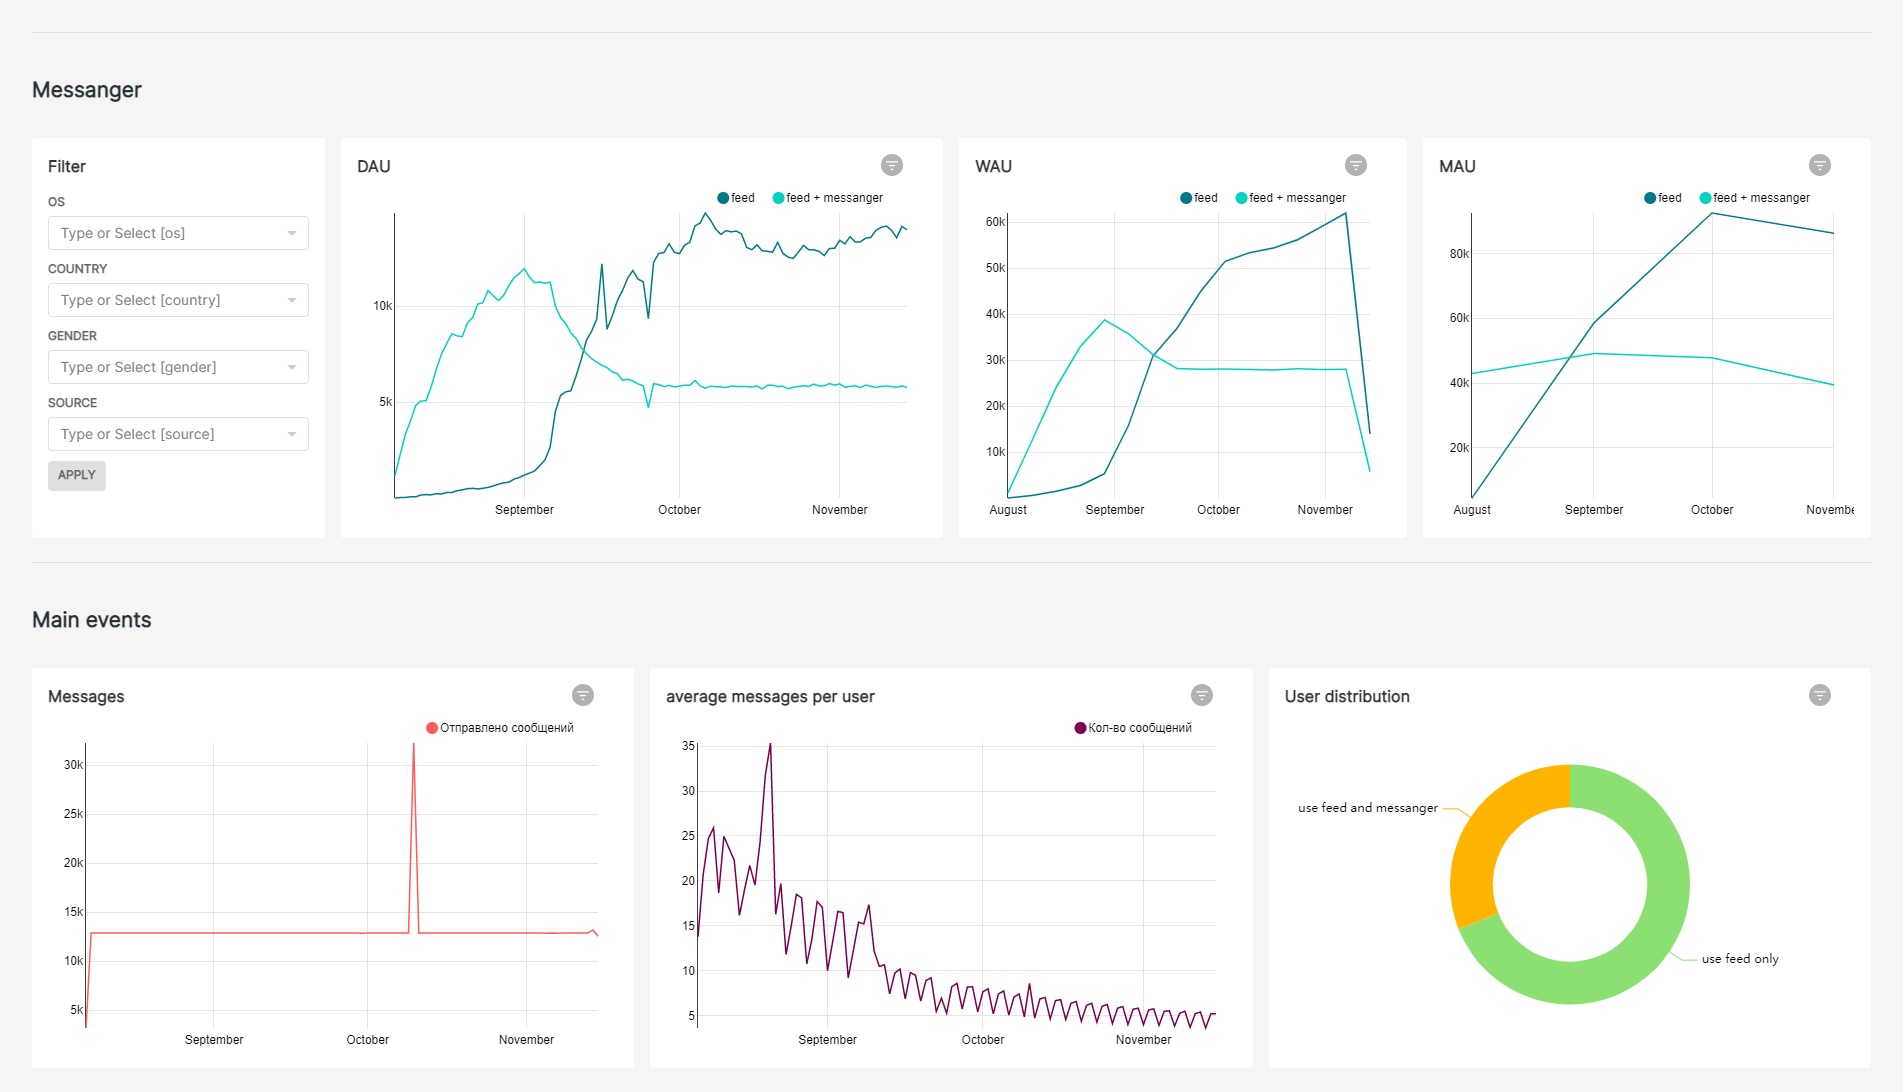 Messanger
Filter
OS
Type or Select [os]
COUNTRY
Type or Select [country]
GENDER
Type or Select [gender]
SOURCE
Type or Select [source]
APPLY
DAU
feed feed + messanger
10k
5k
September October November
WAU
feed feed + messanger
60k
50k
40k
30k
20k
10k
August September October November
MAU
feed feed + messanger
80k
60k
40k
20k
August September October Novembe
Main events
Messages
Отправлено сообщений
30k
25k
20k
15k
10k
5k
September October November
average messages per user
Кол-во сообщений
35
30
25
20
15
10
5
September October November
User distribution
use feed and messanger
use feed only